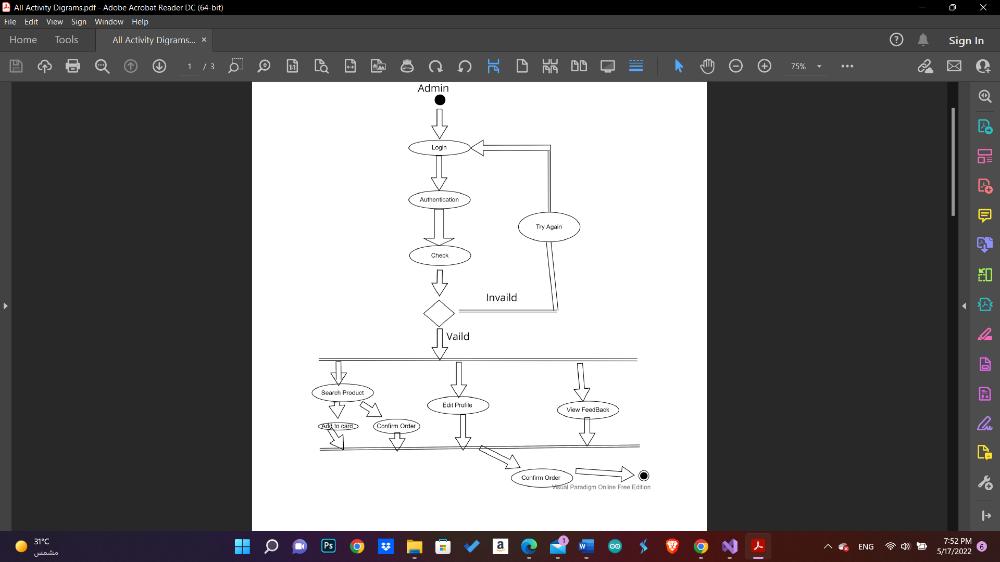 All Activity Digrams.pdf - Adobe Acrobat Reader DC (64-bit)
File Edit View Sign Window Help
Home Tools All Activity Digrams... ×
Sign In
1 / 3
75%
Admin
Login
Authentication
Try Again
Check
Invaild
Vaild
Search Product
Edit Profile
View FeedBack
Add to card
Confirm Order
Confirm Order
Visual Paradigm Online Free Edition
31°C
مشمس
Ps
a
1
W
ENG
7:52 PM
5/17/2022
6